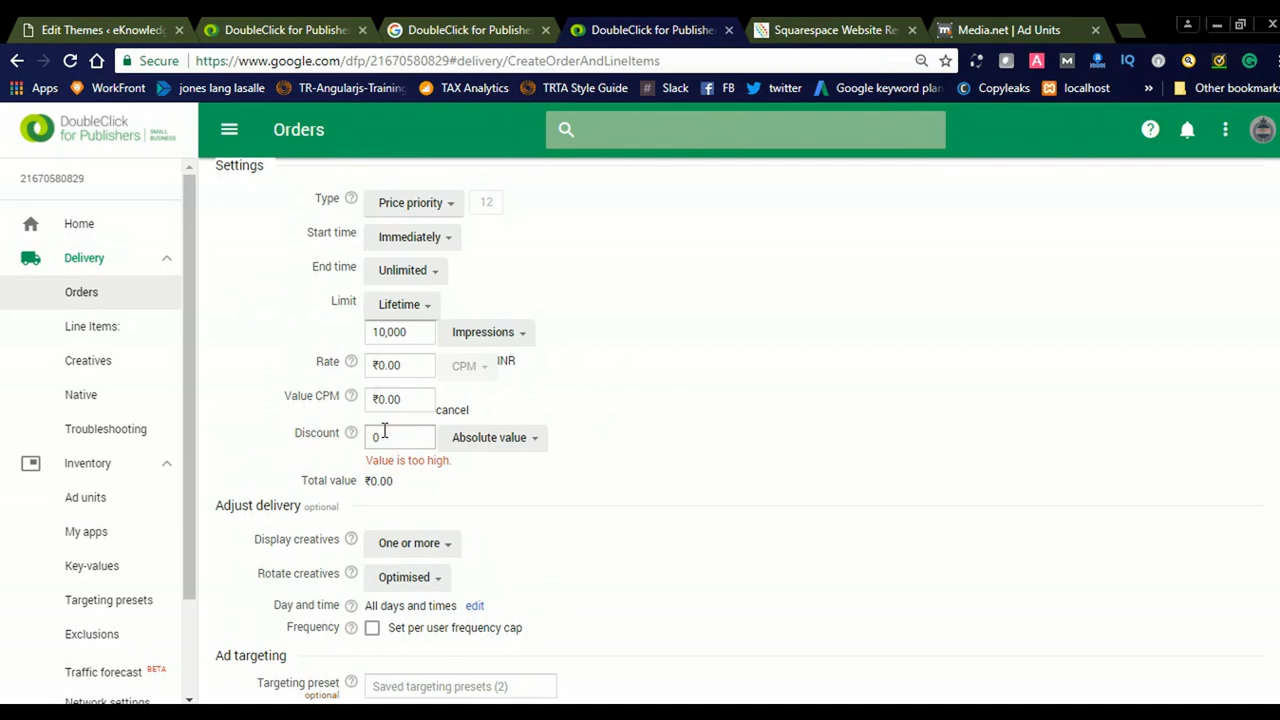 Edit Themes ‹ eKnowled
DoubleClick for Publishe
DoubleClick for Publishe
DoubleClick for Publishe
Squarespace Website Re
Media.net | Ad Units
Secure https://www.google.com/dfp/21670580829#delivery/CreateOrderAndLineItems
Apps WorkFront jones lang lasalle TR-Angularjs-Training TAX Analytics TRTA Style Guide Slack FB twitter Google keyword plan Copyleaks localhost » Other bookmarks
DoubleClick for Publishers SMALL BUSINESS
Orders
21670580829
Home
Delivery
Orders
Line Items:
Creatives
Native
Troubleshooting
Inventory
Ad units
My apps
Key-values
Targeting presets
Exclusions
Traffic forecast BETA
Network settings
Settings
Type Price priority 12
Start time Immediately
End time Unlimited
Limit Lifetime
10,000 Impressions
Rate ₹0.00 CPM INR
Value CPM ₹0.00 cancel
Discount 0 Absolute value
Value is too high.
Total value ₹0.00
Adjust delivery optional
Display creatives One or more
Rotate creatives Optimised
Day and time All days and times edit
Frequency Set per user frequency cap
Ad targeting
Targeting preset optional Saved targeting presets (2)